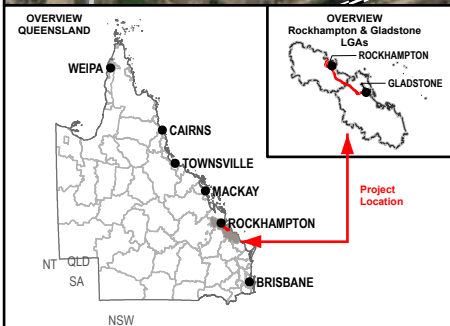 OVERVIEW
QUEENSLAND
WEIPA
CAIRNS
TOWNSVILLE
MACKAY
ROCKHAMPTON
BRISBANE
NT
QLD
SA
NSW
OVERVIEW
Rockhampton & Gladstone
LGAs
ROCKHAMPTON
GLADSTONE
Project
Location